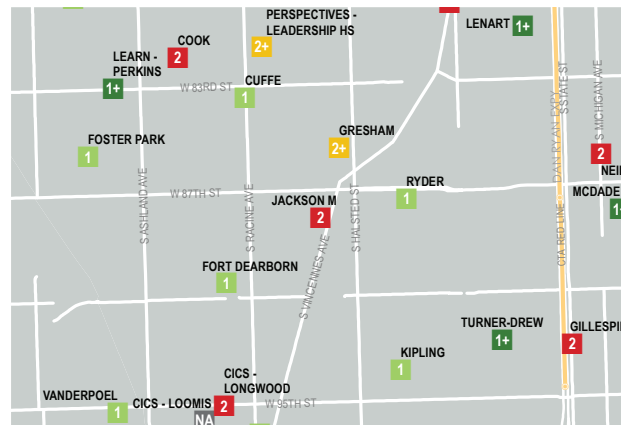 PERSPECTIVES -
LEADERSHIP HS
2+
LENART
1+
COOK
2
LEARN -
PERKINS
1+
W 83RD ST
CUFFE
1
S STATE ST
S MICHIGAN AVE
DAN RYAN EXPY
FOSTER PARK
1
GRESHAM
2+
2
NEIL
MCDADE
1+
W 87TH ST
RYDER
1
JACKSON M
2
S ASHLAND AVE
S RACINE AVE
S HALSTED ST
S VINCENNES AVE
CTA RED LINE
FORT DEARBORN
1
TURNER-DREW
1+
GILLESPI
2
KIPLING
1
CICS -
LONGWOOD
2
W 95TH ST
VANDERPOEL
1
CICS - LOOMIS
NA